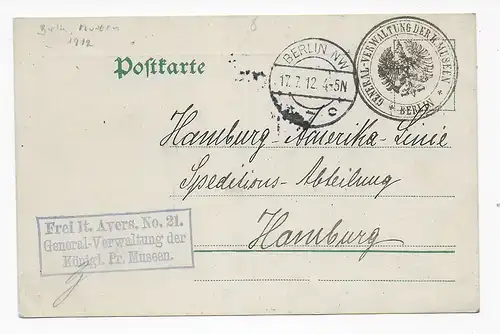 Berlin Museen
1912
8
Postkarte
BERLIN NW
17.7.12. 4-5N
c
GENERAL-VERWALTUNG DER K. MUSEEN
* BERLIN *
Hamburg-Amerika-Linie
Speditions-Abteilung
Hamburg
Frei lt. Avers. No. 21.
General-Verwaltung der
Königl. Pr. Museen.